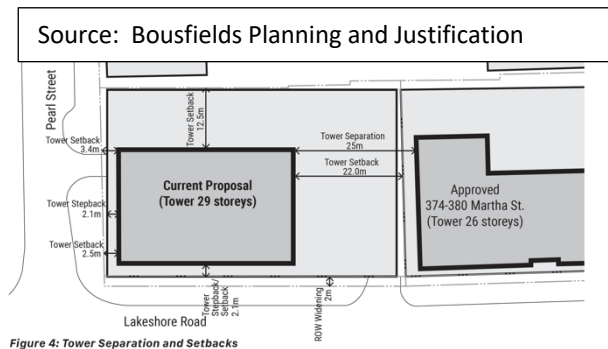 Source: Bousfields Planning and Justification
Pearl Street
Tower Setback
12.5m
Tower Setback
3.4m
Tower Separation
25m
Tower Setback
22.0m
Current Proposal
(Tower 29 storeys)
Approved
374-380 Martha St.
(Tower 26 storeys)
Tower Stepback
2.1m
Tower Setback
2.5m
Tower
Stepback/
Setback
2.1m
ROW Widening
2m
Lakeshore Road
Figure 4: Tower Separation and Setbacks